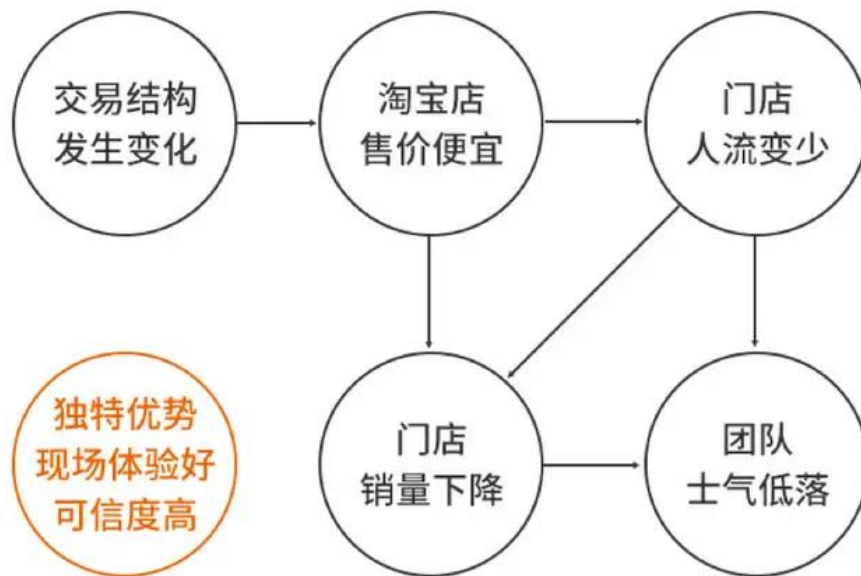 交易结构
发生变化
淘宝店
售价便宜
门店
人流变少
独特优势
现场体验好
可信度高
门店
销量下降
团队
士气低落